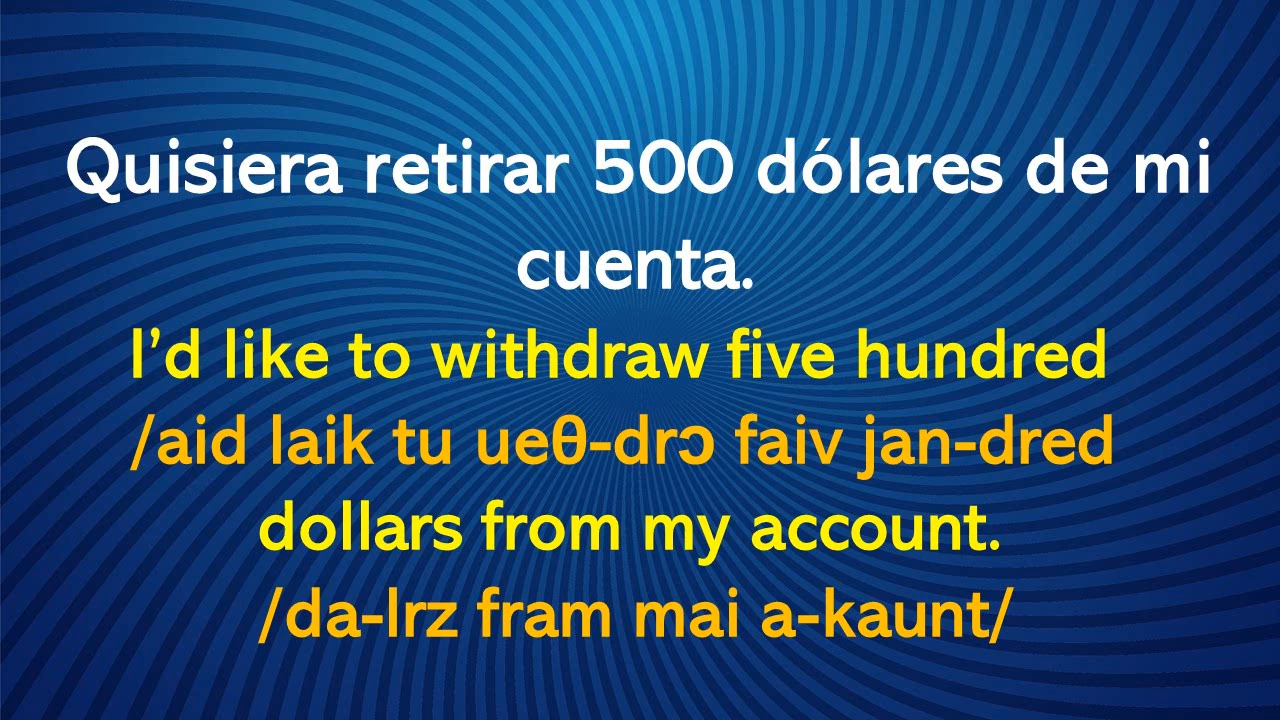 Quisiera retirar 500 dólares de mi
cuenta.
I’d like to withdraw five hundred
/aid laik tu ueθ-drɔ faiv jan-dred
dollars from my account.
/da-lrz fram mai a-kaunt/